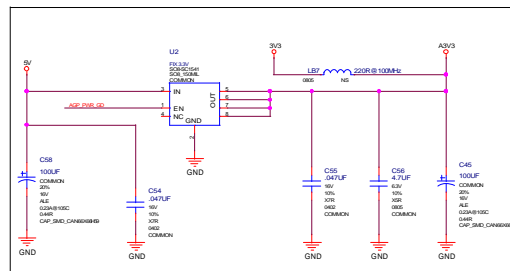 U2
FIX 3.3V
SO8-SC1541
SO8_150MIL
COMMON
5V
3V3
A3V3
LB7
220R@100MHz
0805
NS
3
IN
OUT
5
6
7
8
AGP_PWR_GD
1
EN
4
NC
GND
2
GND
C58
100UF
COMMON
20%
16V
ALE
0.23A@105C
0.44R
CAP_SMD_CAN66X66H59
GND
C54
.047UF
16V
10%
X7R
0402
COMMON
GND
C55
.047UF
16V
10%
X7R
0402
COMMON
GND
C56
4.7UF
6.3V
10%
X5R
0805
COMMON
GND
C45
100UF
COMMON
20%
16V
ALE
0.23A@105C
0.44R
GND